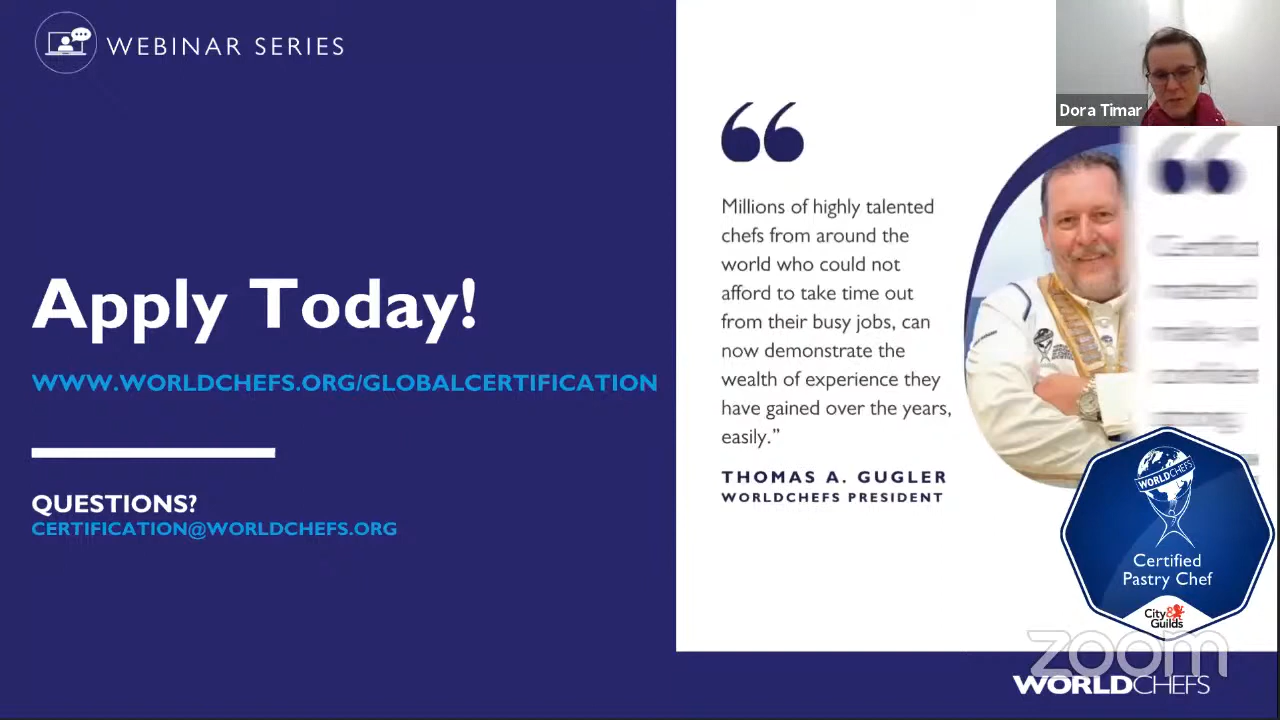 WEBINAR SERIES
Apply Today!
WWW.WORLDCHEFS.ORG/GLOBALCERTIFICATION
QUESTIONS?
CERTIFICATION@WORLDCHEFS.ORG
“
Millions of highly talented
chefs from around the
world who could not
afford to take time out
from their busy jobs, can
now demonstrate the
wealth of experience they
have gained over the years,
easily.”
THOMAS A. GUGLER
WORLDCHEFS PRESIDENT
Dora Timar
WORLDCHEFS
Certified
Pastry Chef
City&
Guilds
zoom
WORLDCHEFS